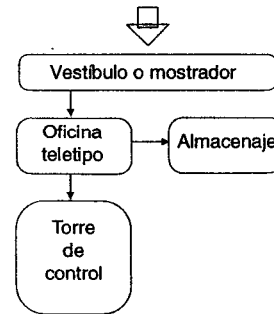 Vestíbulo o mostrador
Oficina
teletipo
Almacenaje
Torre
de
control